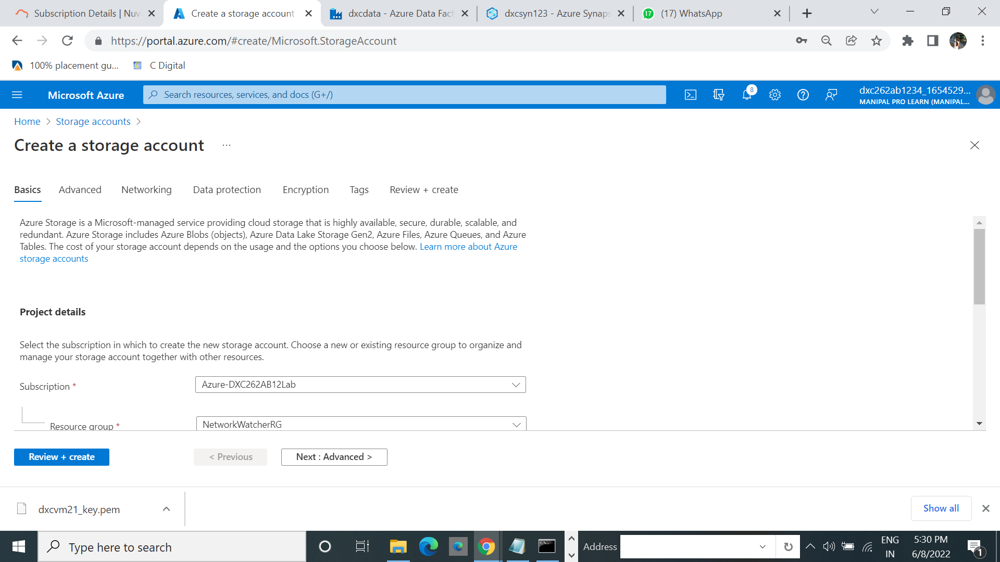 Subscription Details | Nuv
Create a storage account
dxcdata - Azure Data Fact
dxcsyn123 - Azure Synaps
17
(17) WhatsApp
https://portal.azure.com/#create/Microsoft.StorageAccount
100% placement gu...
C Digital
Microsoft Azure
Search resources, services, and docs (G+/)
8
dxc262ab1234_1654529...
MANIPAL PRO LEARN (MANIPAL...
Home
Storage accounts
Create a storage account
...
Basics
Advanced
Networking
Data protection
Encryption
Tags
Review + create
Azure Storage is a Microsoft-managed service providing cloud storage that is highly available, secure, durable, scalable, and
redundant. Azure Storage includes Azure Blobs (objects), Azure Data Lake Storage Gen2, Azure Files, Azure Queues, and Azure
Tables. The cost of your storage account depends on the usage and the options you choose below. Learn more about Azure
storage accounts
Project details
Select the subscription in which to create the new storage account. Choose a new or existing resource group to organize and
manage your storage account together with other resources.
Subscription *
Azure-DXC262AB12Lab
Resource group *
NetworkWatcherRG
Review + create
< Previous
Next : Advanced >
dxcvm21_key.pem
Show all
Type here to search
Address
ENG
IN
5:30 PM
6/8/2022
1